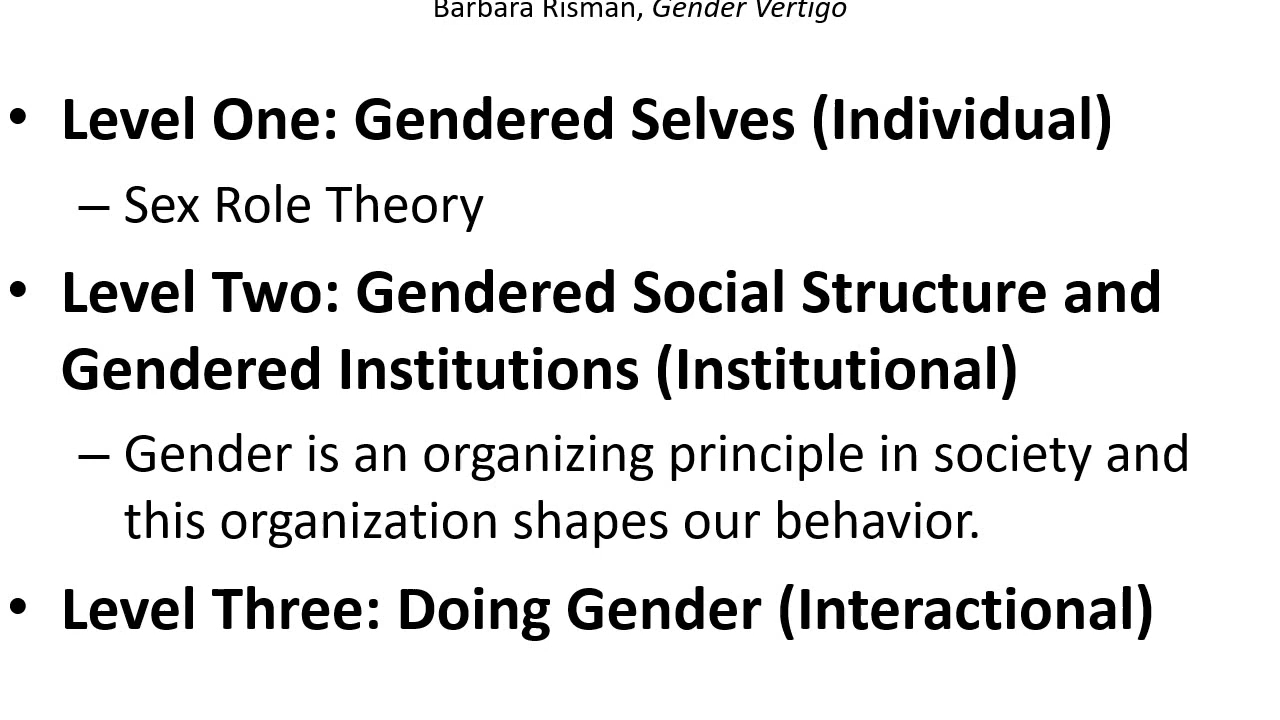 Barbara Risman, Gender Vertigo
• Level One: Gendered Selves (Individual)
– Sex Role Theory
• Level Two: Gendered Social Structure and
Gendered Institutions (Institutional)
– Gender is an organizing principle in society and
this organization shapes our behavior.
• Level Three: Doing Gender (Interactional)